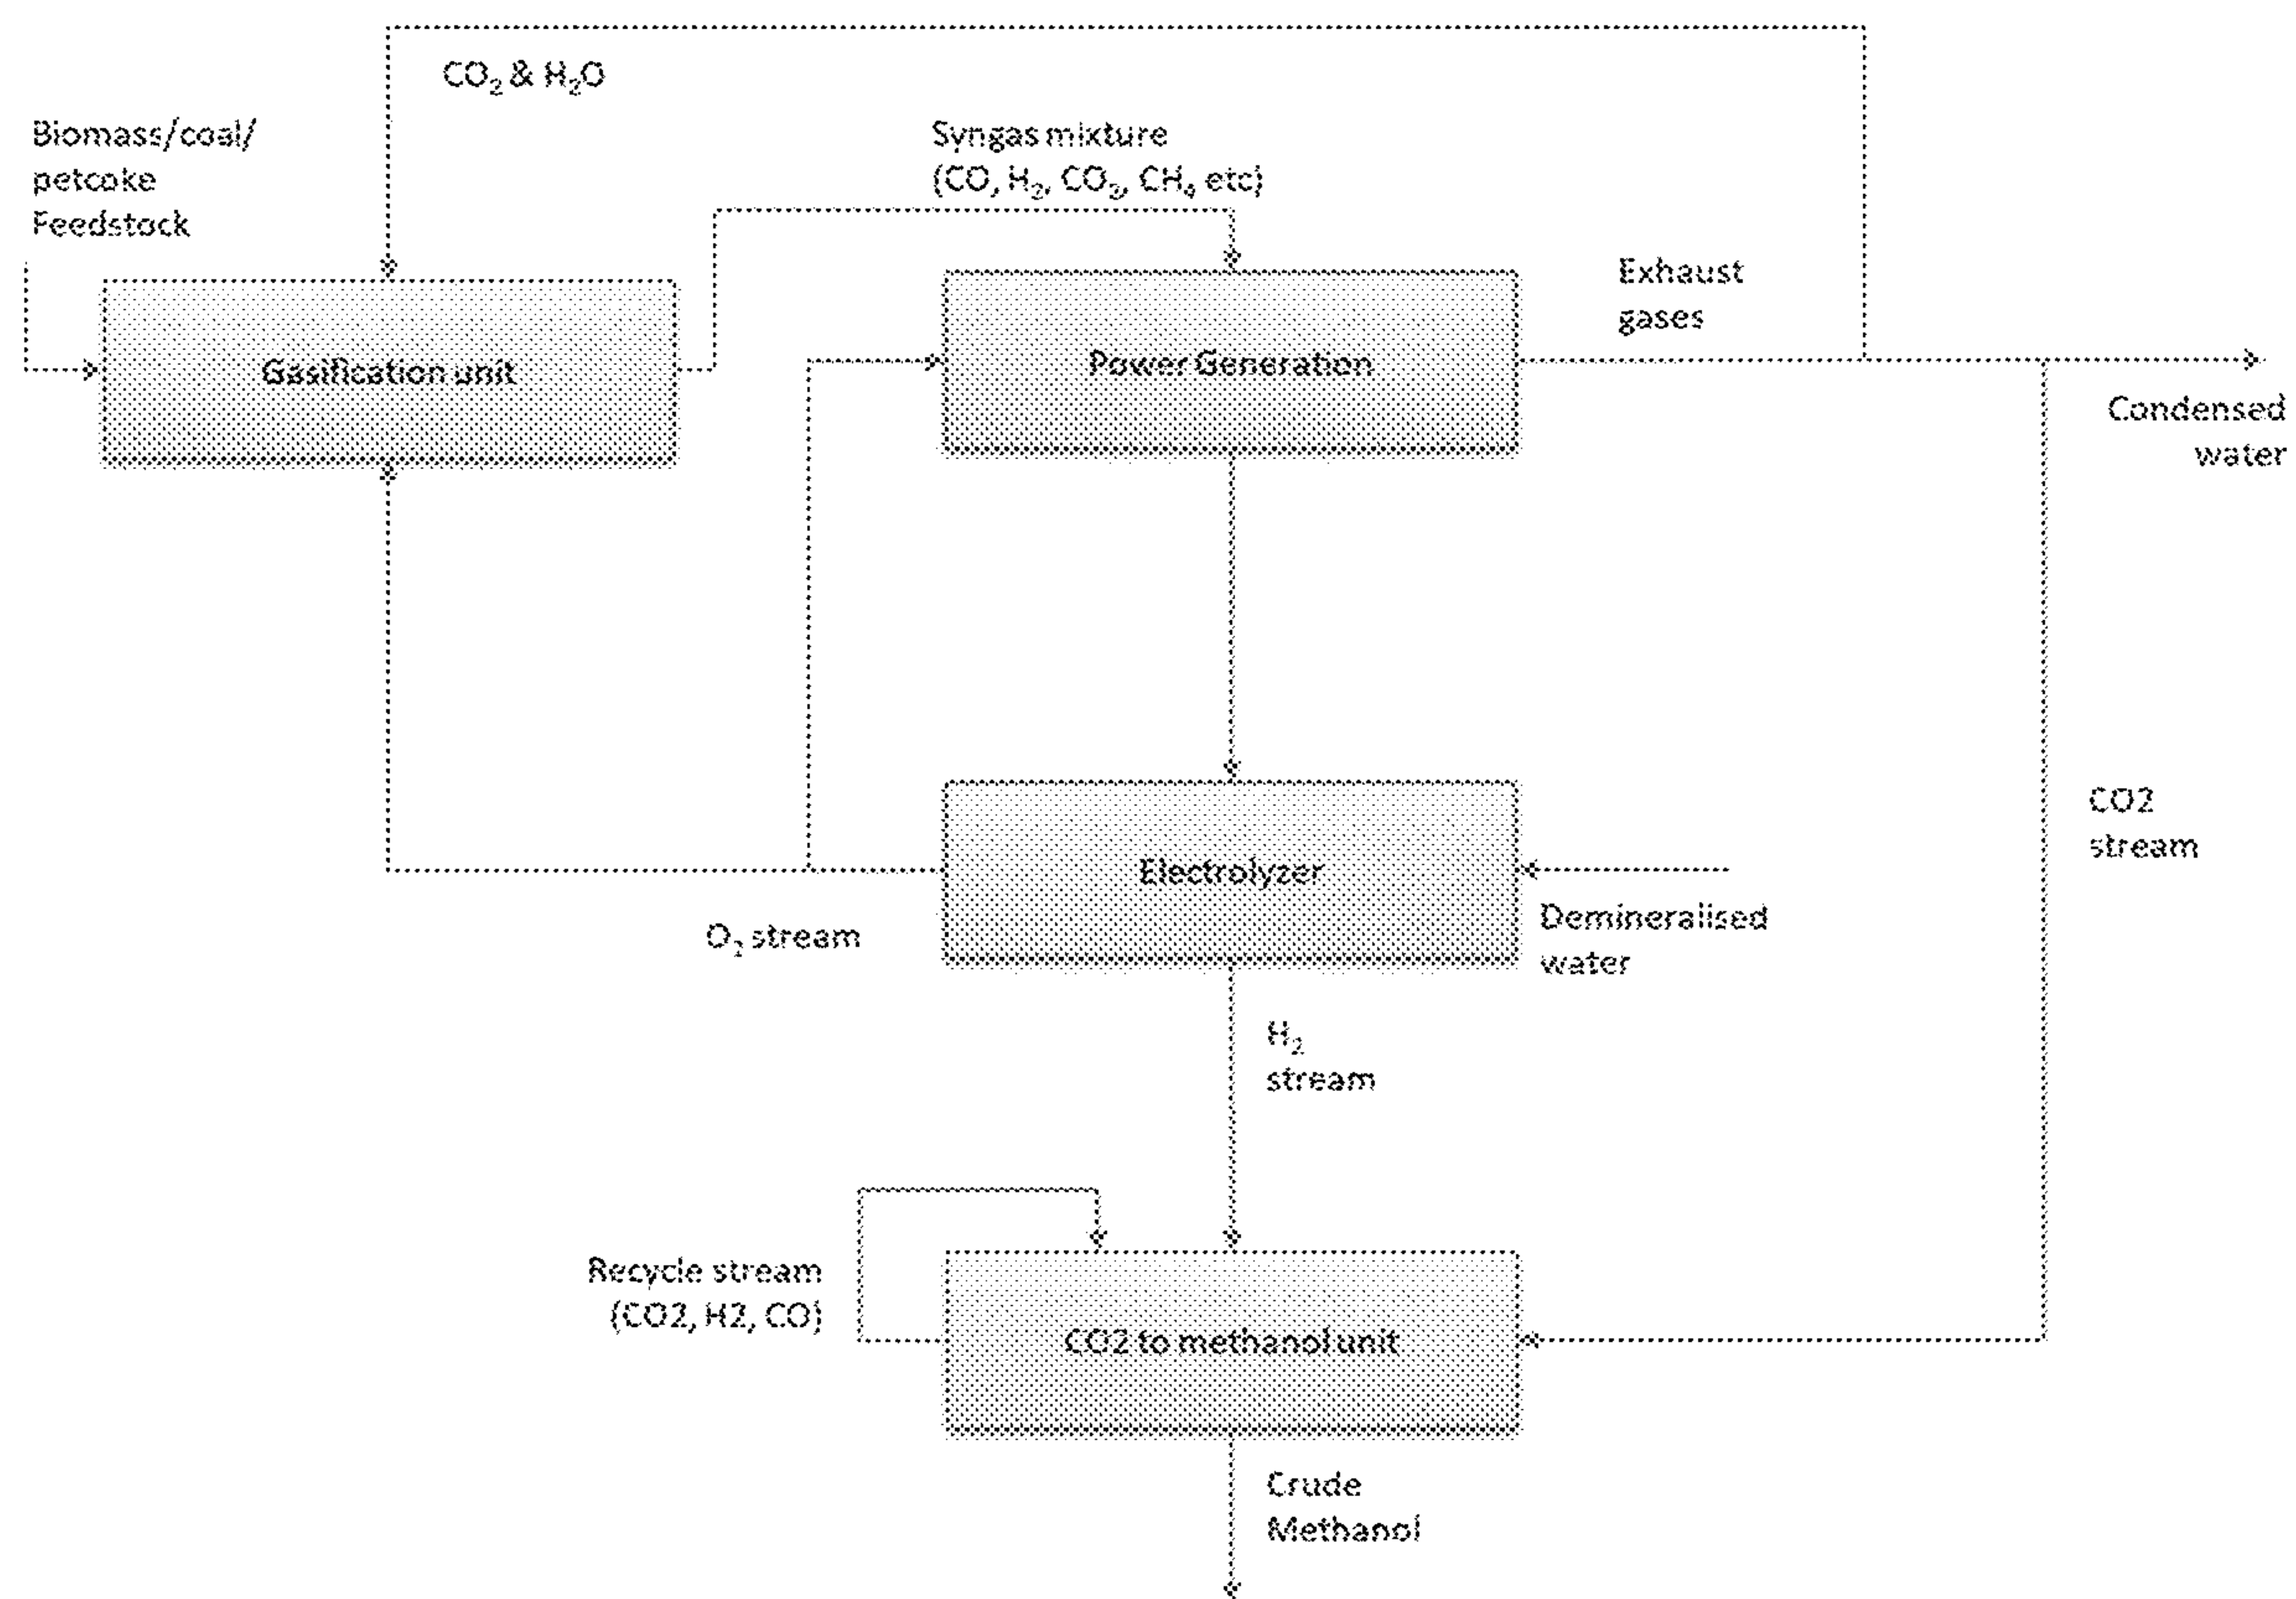 CO₂ & H₂O
Biomass/coal/
petcoke
Feedstock
Syngas mixture
(CO, H₂, CO₂, CH₄ etc)
Exhaust
gases
Gasification unit
Power Generation
Condensed
water
CO2
stream
Electrolyzer
Demineralised
water
O₂ stream
H₂
stream
Recycle stream
(CO2, H2, CO)
CO2 to methanol unit
Crude
Methanol